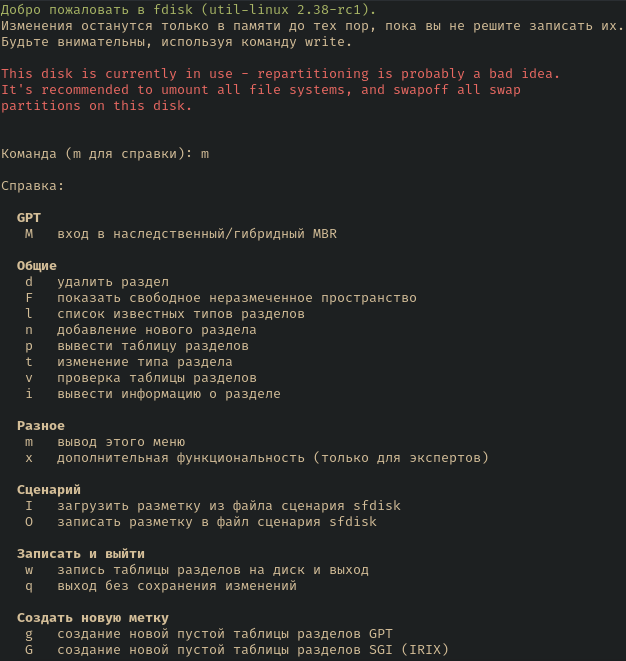 Добро пожаловать в fdisk (util-linux 2.38-rc1).
Изменения останутся только в памяти до тех пор, пока вы не решите записать их.
Будьте внимательны, используя команду write.
This disk is currently in use - repartitioning is probably a bad idea.
It's recommended to umount all file systems, and swapoff all swap
partitions on this disk.
Команда (m для справки): m
Справка:
GPT
M   вход в наследственный/гибридный MBR
Общие
d   удалить раздел
F   показать свободное неразмеченное пространство
l   список известных типов разделов
n   добавление нового раздела
p   вывести таблицу разделов
t   изменение типа раздела
v   проверка таблицы разделов
i   вывести информацию о разделе
Разное
m   вывод этого меню
x   дополнительная функциональность (только для экспертов)
Сценарий
I   загрузить разметку из файла сценария sfdisk
O   записать разметку в файл сценария sfdisk
Записать и выйти
w   запись таблицы разделов на диск и выход
q   выход без сохранения изменений
Создать новую метку
g   создание новой пустой таблицы разделов GPT
G   создание новой пустой таблицы разделов SGI (IRIX)